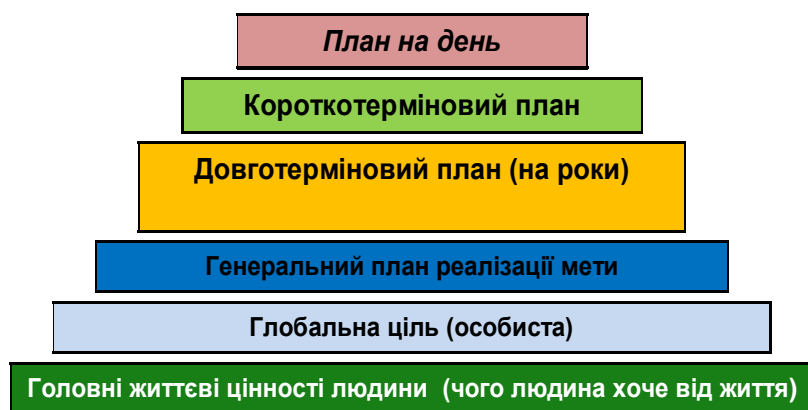 План на день
Короткотерміновий план
Довготерміновий план (на роки)
Генеральний план реалізації мети
Глобальна ціль (особиста)
Головні життєві цінності людини (чого людина хоче від життя)